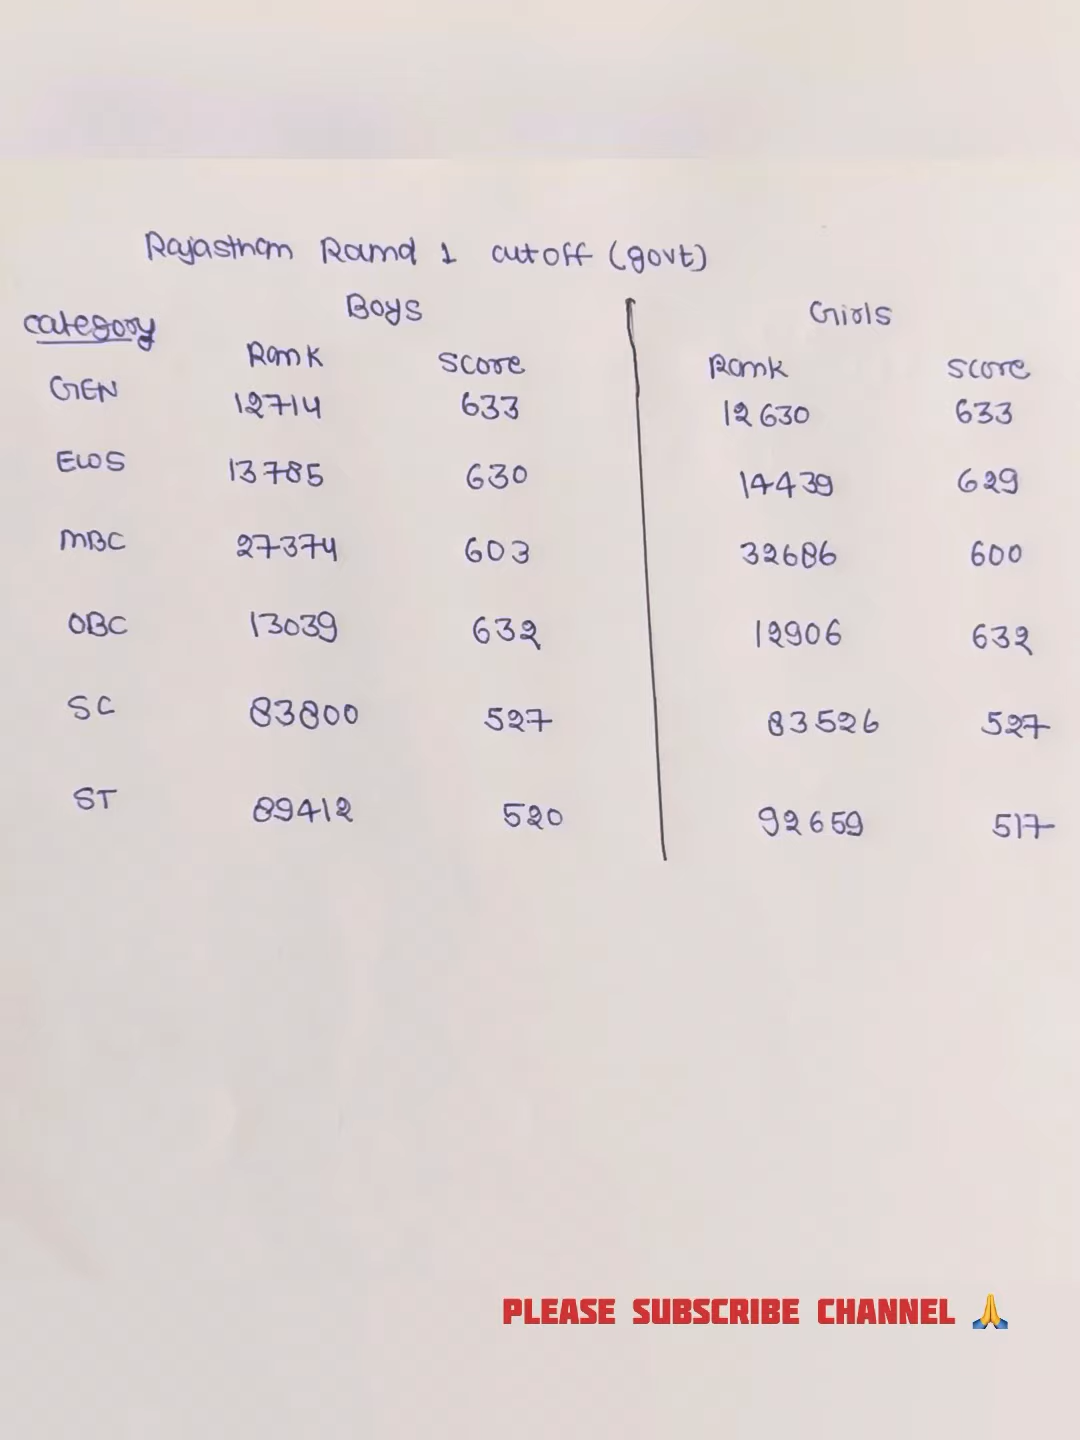 Rajasthan Round 1 cutoff (govt)
Boys Girls
category
Rank score Rank score
GEN 12714 633 12630 633
EWS 13785 630 14439 629
MBC 27374 603 32686 600
OBC 13039 632 12906 632
SC 83800 527 83526 527
ST 89412 520 92659 517
PLEASE SUBSCRIBE CHANNEL 🙏